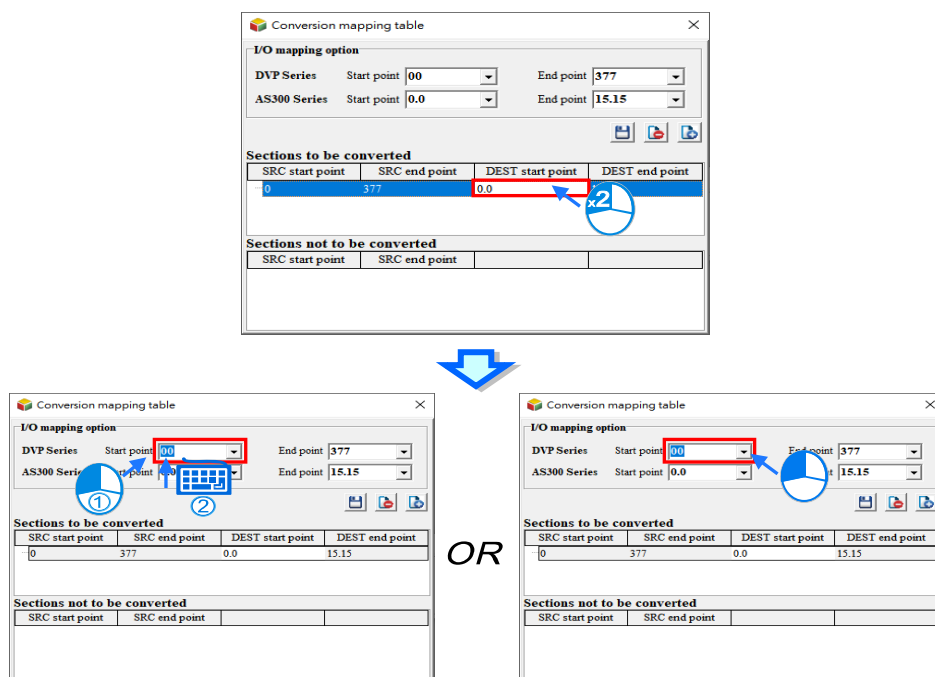 Conversion mapping table
I/O mapping option
DVP Series Start point 00 End point 377
AS300 Series Start point 0.0 End point 15.15
Sections to be converted
SRC start point SRC end point DEST start point DEST end point
0 377 0.0
x2
Sections not to be converted
SRC start point SRC end point
Conversion mapping table
I/O mapping option
DVP Series Start point 00 End point 377
AS300 End point 15.15
1
2
Sections to be converted
SRC start point SRC end point DEST start point DEST end point
0 377 0.0 15.15
Sections not to be converted
SRC start point SRC end point
OR
Conversion mapping table
I/O mapping option
DVP Series Start point 00 point 377
AS300 Series Start point 0.0 15.15
Sections to be converted
SRC start point SRC end point DEST start point DEST end point
0 377 0.0 15.15
Sections not to be converted
SRC start point SRC end point